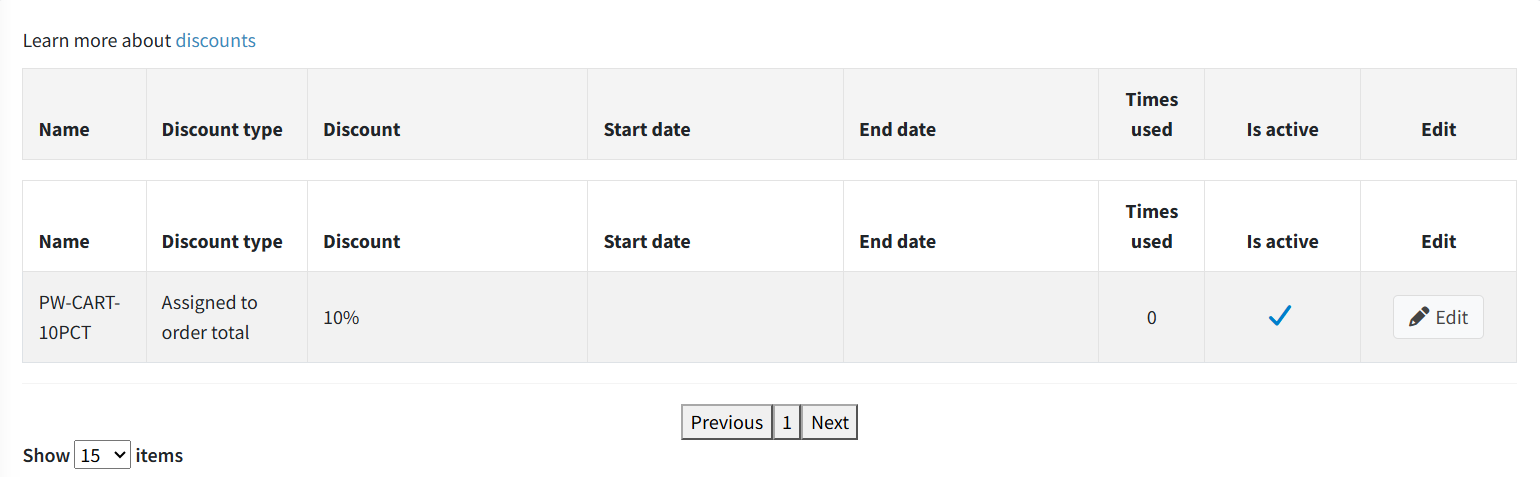 Learn more about discounts
Name Discount type Discount Start date End date Times used Is active Edit
Name Discount type Discount Start date End date Times used Is active Edit
PW-CART-10PCT Assigned to order total 10% 0 Edit
Previous 1 Next
Show 15 items